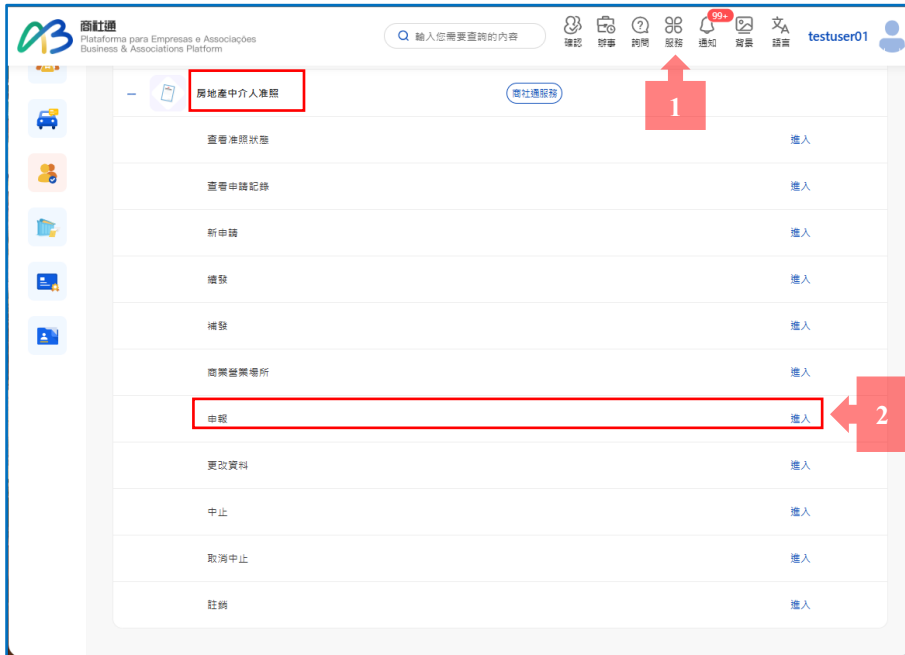 商社通
Plataforma para Empresas e Associações
Business & Associations Platform
輸入您需要查詢的內容
確認 辦事 詢問 服務 通知 背景 語言
99+
testuser01
1
房地產中介人准照 商社通服務
查看准照狀態 進入
查看申請記錄 進入
新申請 進入
續發 進入
補發 進入
商業營業場所 進入
申報 進入
2
更改資料 進入
中止 進入
取消中止 進入
註銷 進入